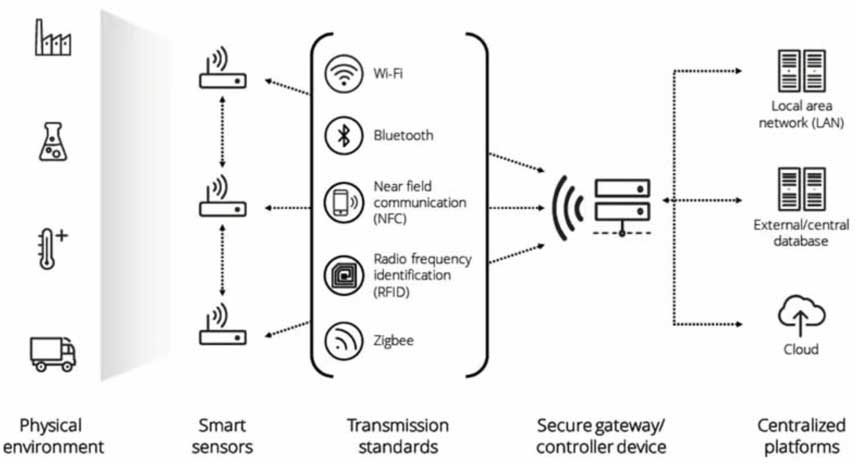 Wi-Fi
Bluetooth
Near field
communication
(NFC)
Radio frequency
identification
(RFID)
Zigbee
Local area
network (LAN)
External/central
database
Cloud
Physical
environment
Smart
sensors
Transmission
standards
Secure gateway/
controller device
Centralized
platforms